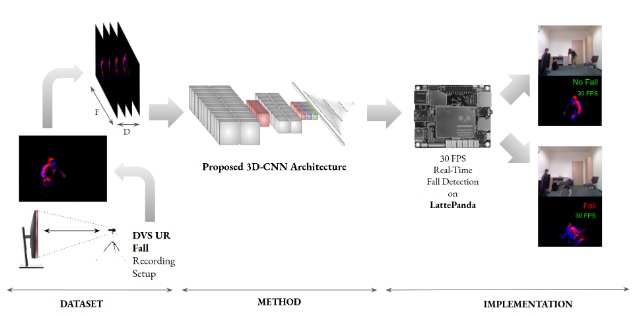 F
D
DVS UR
Fall
Recording
Setup
Proposed 3D-CNN Architecture
30 FPS
Real-Time
Fall Detection
on
LattePanda
No Fall
30 FPS
Fall
30 FPS
DATASET
METHOD
IMPLEMENTATION